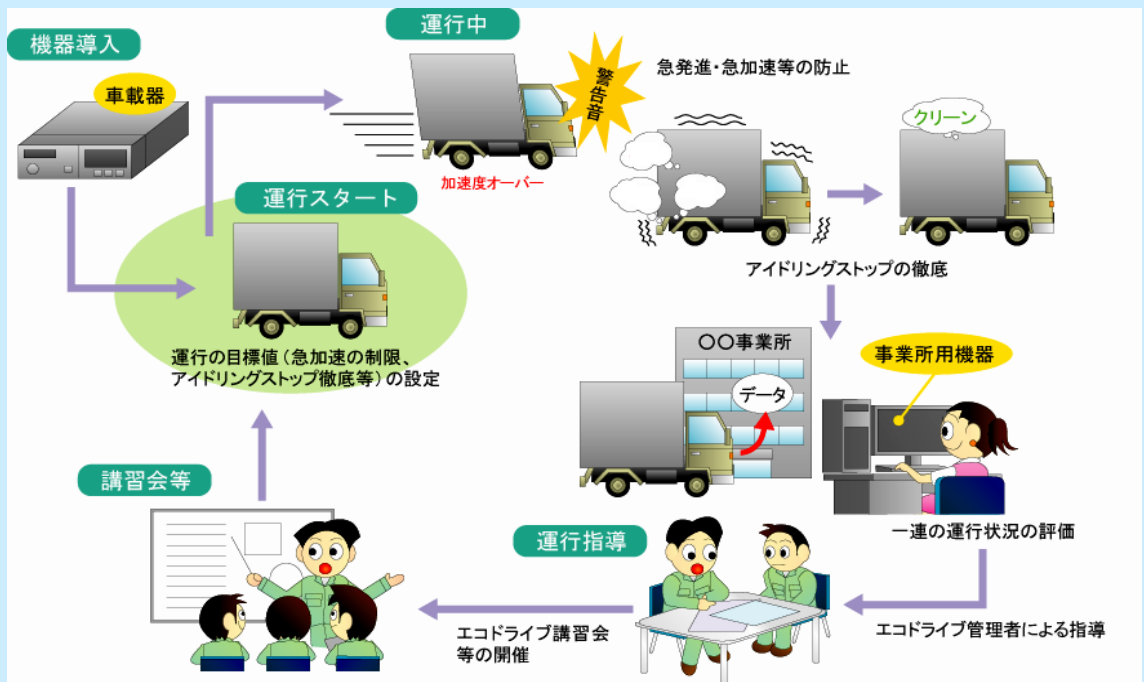 機器導入
車載器
運行中
警告音
急発進・急加速等の防止
加速度オーバー
クリーン
アイドリングストップの徹底
運行スタート
運行の目標値（急加速の制限、
アイドリングストップ徹底等）の設定
〇〇事業所
データ
事業所用機器
一連の運行状況の評価
エコドライブ管理者による指導
運行指導
エコドライブ講習会
等の開催
講習会等